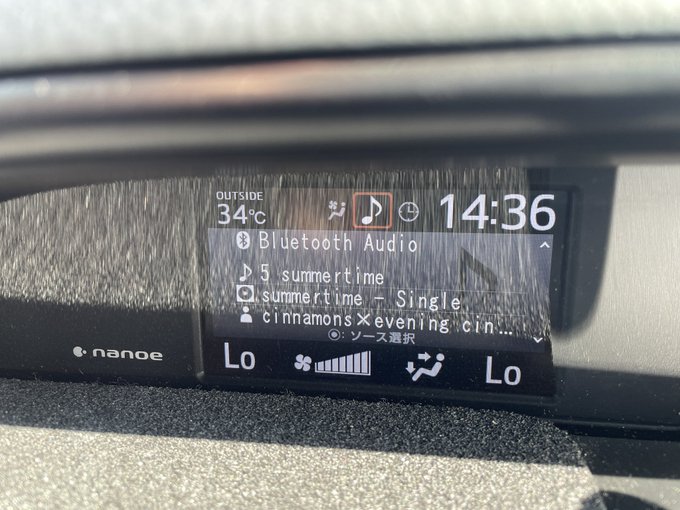 OUTSIDE
34℃
14:36
Bluetooth Audio
5 summertime
summertime - Single
cinnamons×evening cin…
◉: ソース選択
nanoe
Lo
Lo